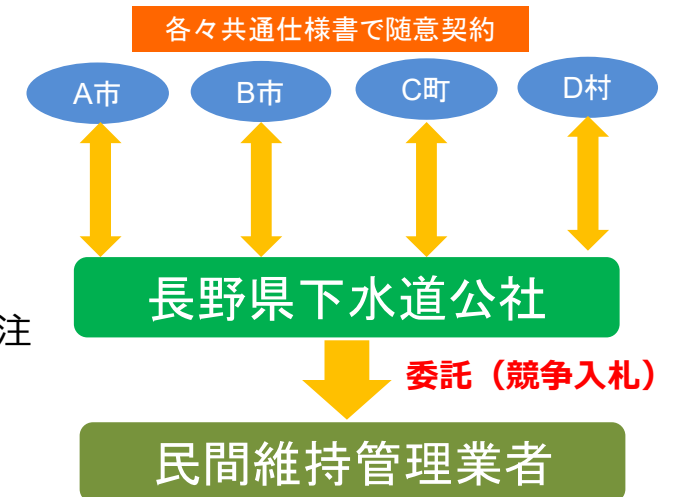 各々共通仕様書で随意契約
A市
B市
C町
D村
長野県下水道公社
注
委託（競争入札）
民間維持管理業者